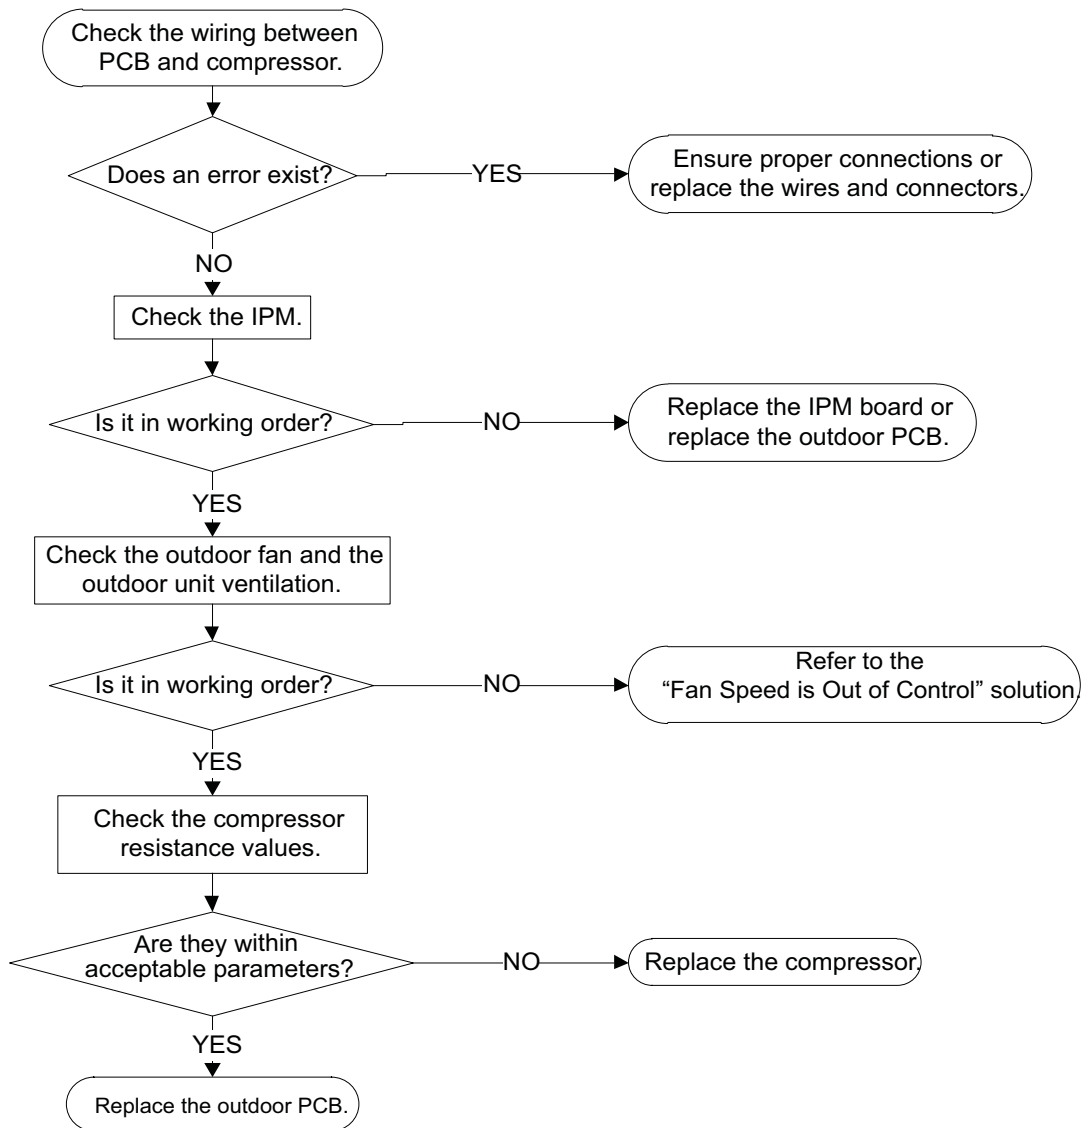 Check the wiring between
PCB and compressor.
Does an error exist?
YES
Ensure proper connections or
replace the wires and connectors.
NO
Check the IPM.
Is it in working order?
NO
Replace the IPM board or
replace the outdoor PCB.
YES
Check the outdoor fan and the
outdoor unit ventilation.
Is it in working order?
NO
Refer to the
“Fan Speed is Out of Control” solution.
YES
Check the compressor
resistance values.
Are they within
acceptable parameters?
NO
Replace the compressor.
YES
Replace the outdoor PCB.